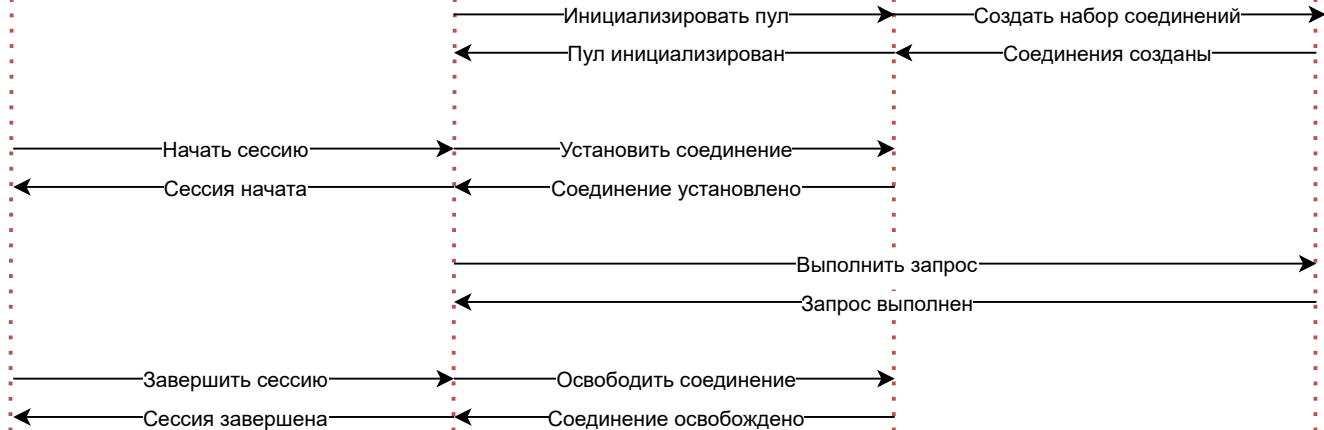 Инициализировать пул
Создать набор соединений
Пул инициализирован
Соединения созданы
Начать сессию
Установить соединение
Сессия начата
Соединение установлено
Выполнить запрос
Запрос выполнен
Завершить сессию
Освободить соединение
Сессия завершена
Соединение освобождено